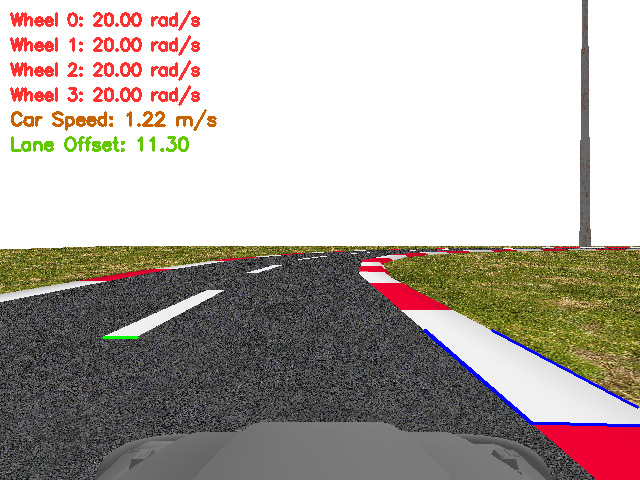 Wheel 0: 20.00 rad/s
Wheel 1: 20.00 rad/s
Wheel 2: 20.00 rad/s
Wheel 3: 20.00 rad/s
Car Speed: 1.22 m/s
Lane Offset: 11.30